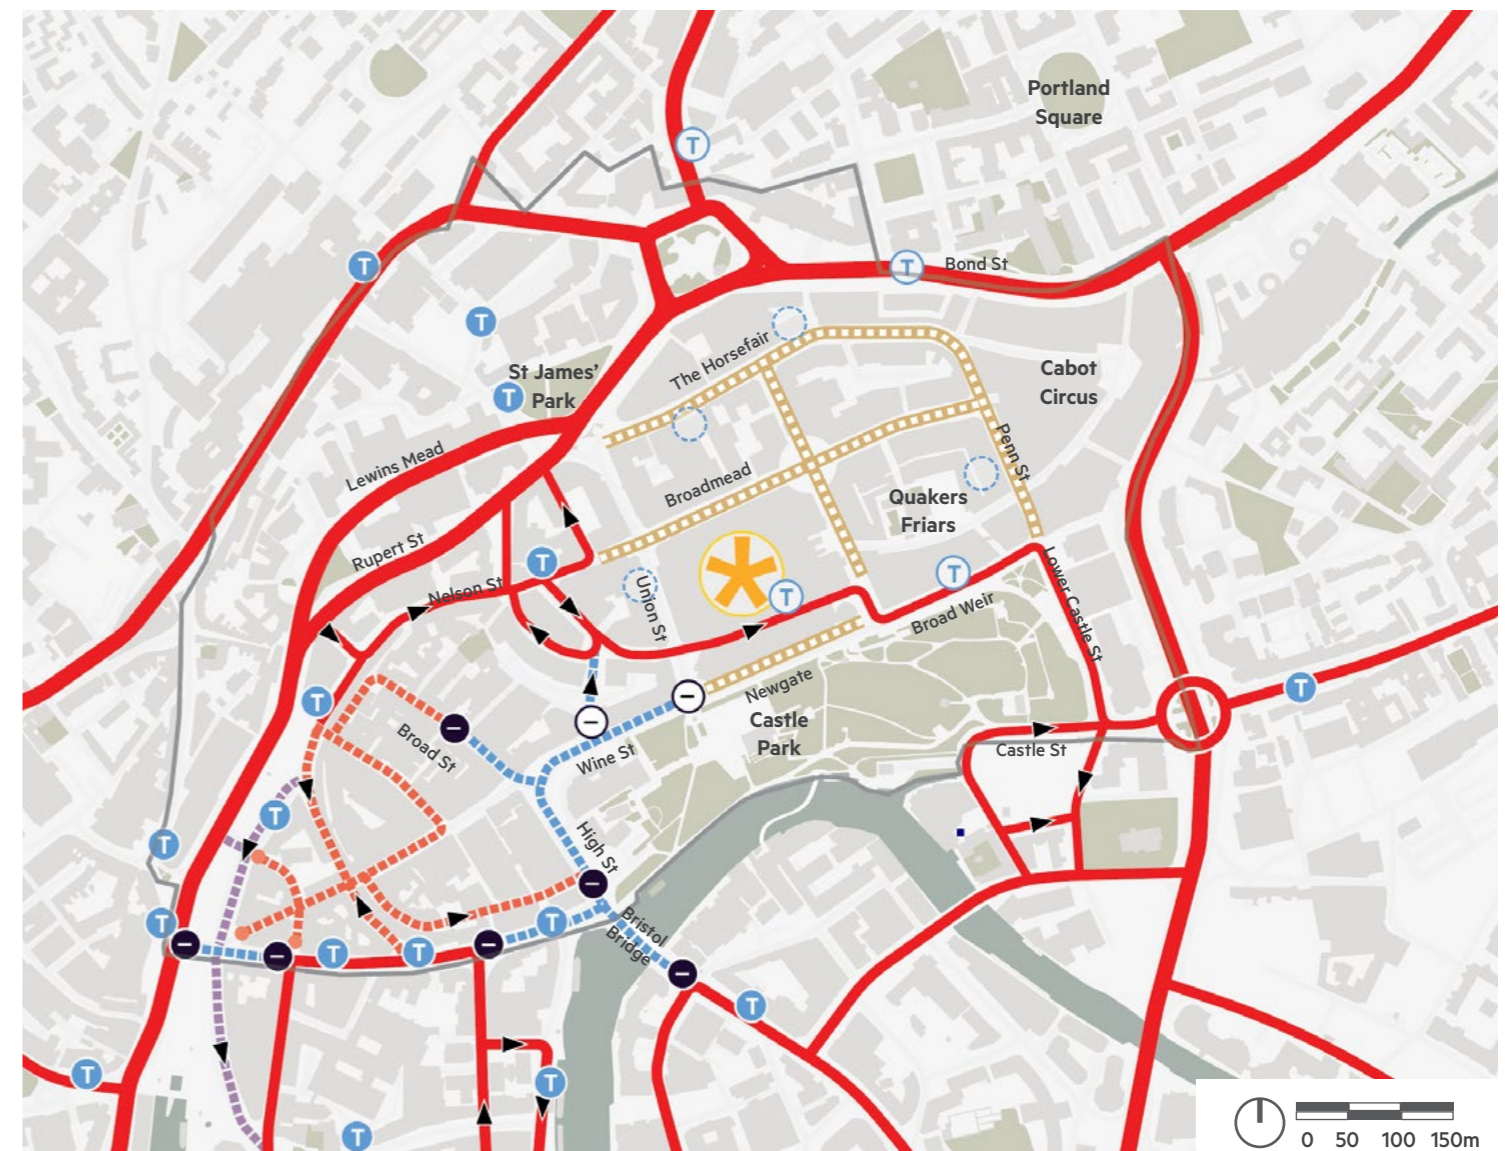 Portland
Square
T
T
T
Bond St
T
The Horsefair
St James'
Park
T
Cabot
Circus
Lewins Mead
Penn St
Broadmead
Quakers
Friars
Rupert St
T
T
T
Nelson St
Union St
Broad Weir
Lower Castle St
Newgate
T
T
Castle
Park
Broad St
Wine St
Castle St
T
High St
T
T
T
T
T
Bristol
Bridge
T
T
T
T
0 50 100 150m